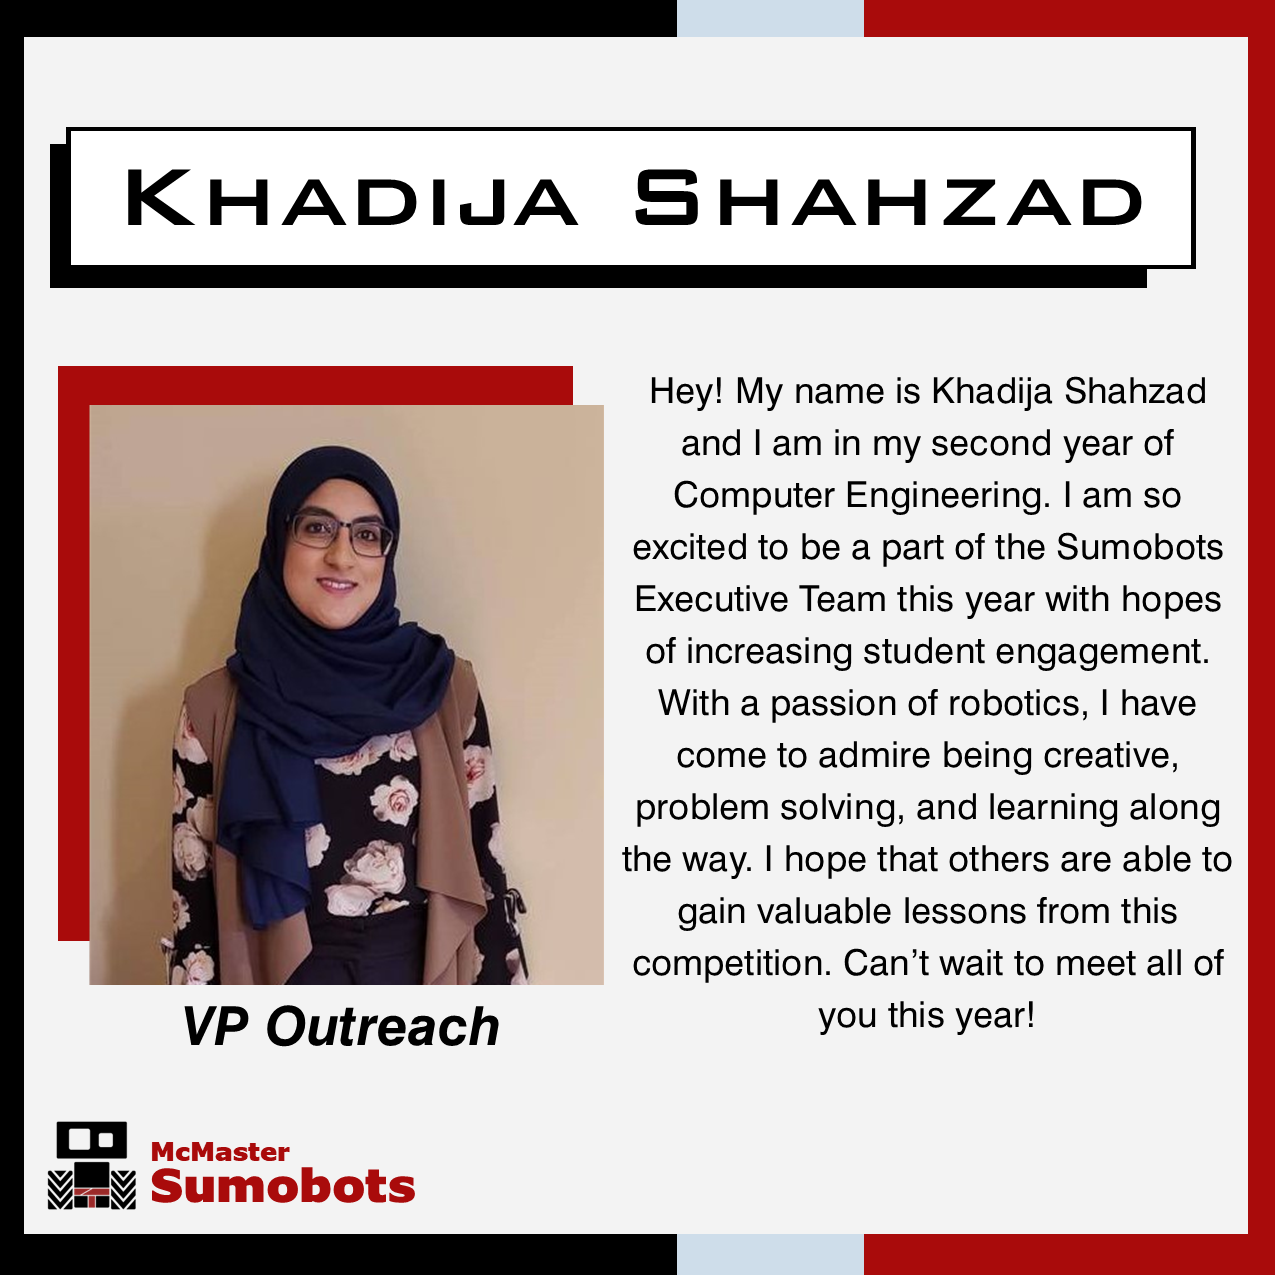 KHADIJA SHAHZAD
Hey! My name is Khadija Shahzad
and I am in my second year of
Computer Engineering. I am so
excited to be a part of the Sumobots
Executive Team this year with hopes
of increasing student engagement.
With a passion of robotics, I have
come to admire being creative,
problem solving, and learning along
the way. I hope that others are able to
gain valuable lessons from this
competition. Can’t wait to meet all of
you this year!
VP Outreach
McMaster
Sumobots